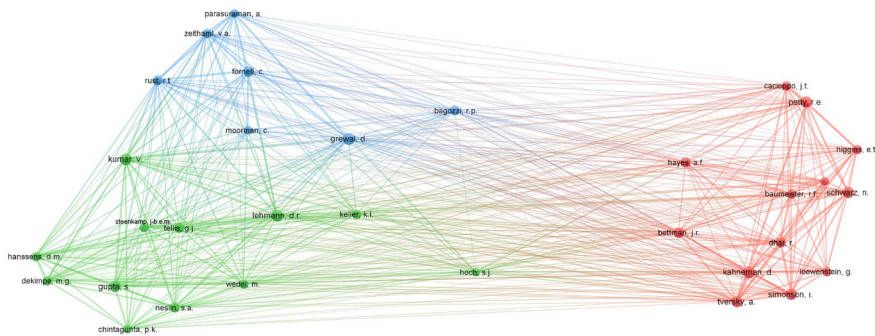 parasuraman, a.
zeithaml, v.a.
fornell, c.
rust, r.t.
cacioppo, j.t.
petty, r.e.
bagozzi, r.p.
moorman, c.
grewal, d.
higgins, e.t.
kumar, v.
hayes, a.f.
schwarz, n.
baumeister, r.f.
lehmann, d.r.
keller, k.l.
steenkamp, j-b.e.m.
tellis, g.j.
bettman, j.r.
dhar, r.
hanssens, d.m.
hoch, s.j.
kahneman, d.
loewenstein, g.
dekimpe, m.g.
gupta, s.
wedel, m.
simonson, i.
tversky, a.
neslin, s.a.
chintagunta, p.k.